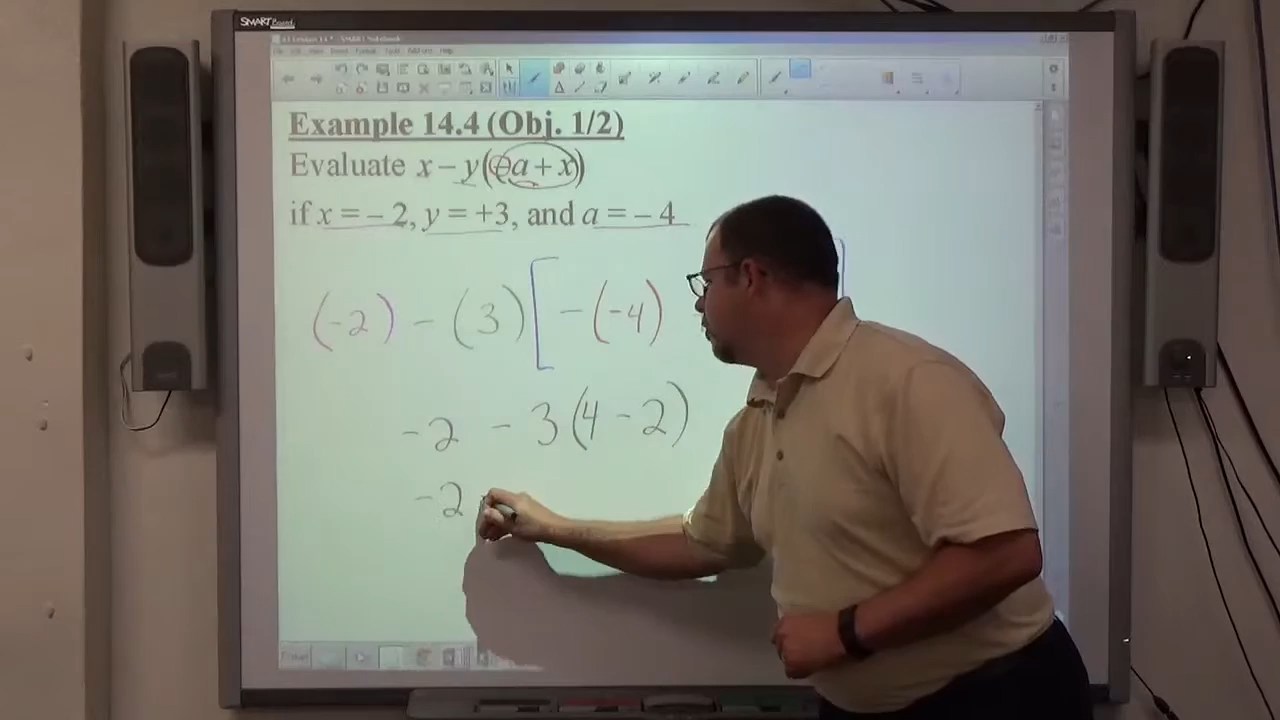 SMART Board
Example 14.4 (Obj. 1/2)
Evaluate x – y(–a + x)
if x = – 2, y = +3, and a = – 4
(-2) - (3)[-(-4)
-2 - 3(4 - 2)
-2